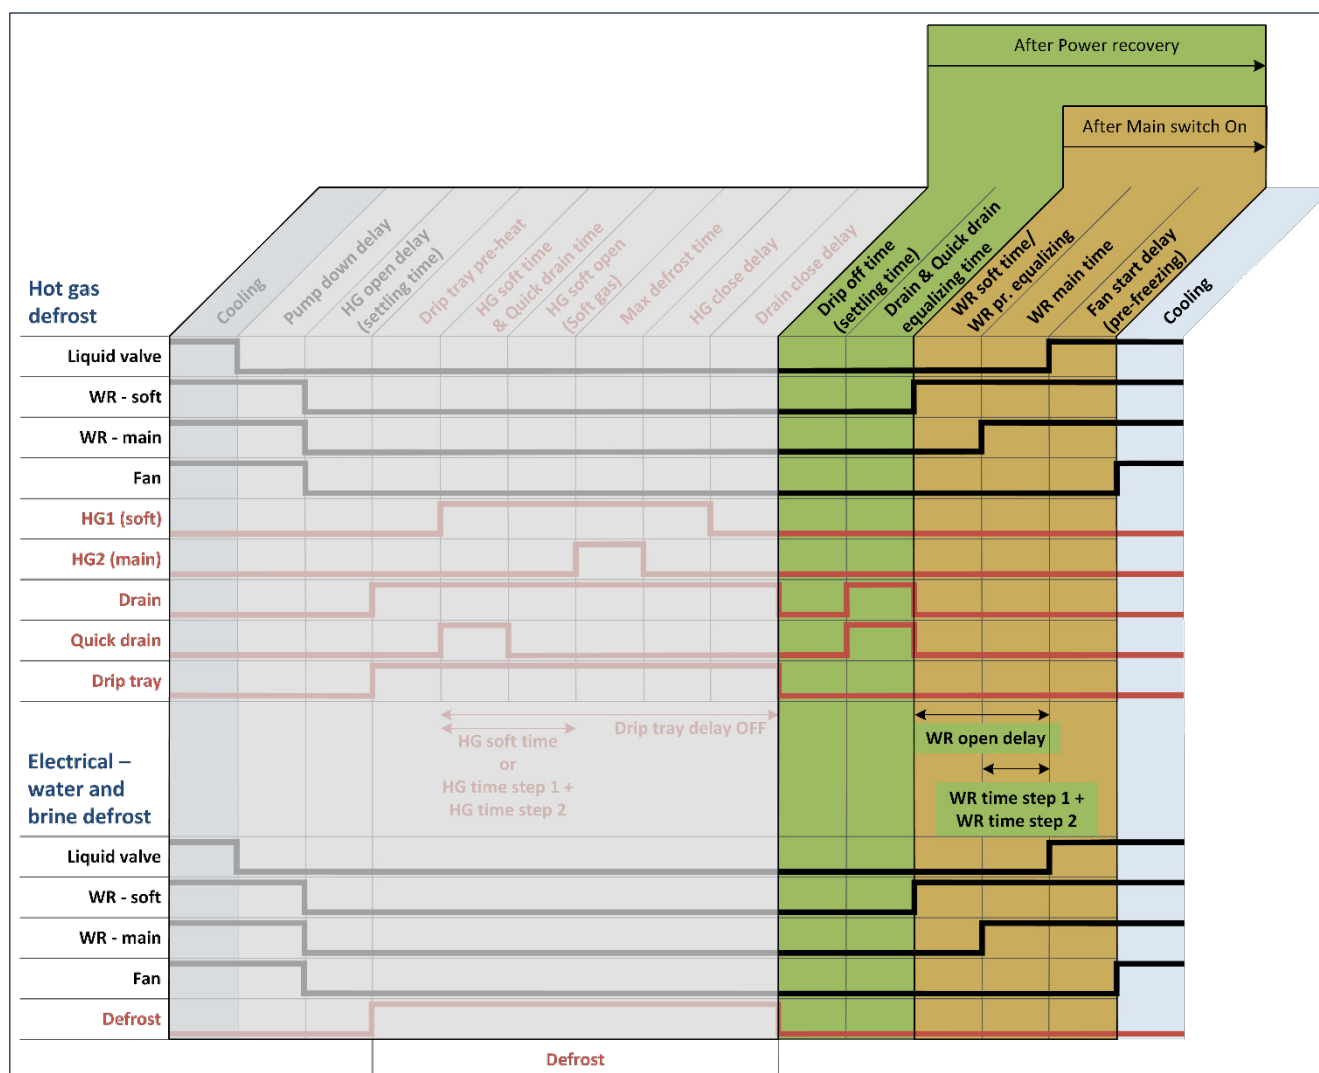 After Power recovery
After Main switch On
Cooling
Pump down delay
HG open delay
(settling time)
Drip tray pre-heat
HG soft time
& Quick drain time
HG soft open
(Soft gas)
Max defrost time
HG close delay
Drain close delay
Drip off time
(settling time)
Drain & Quick drain
equalizing time
WR soft time/
WR pr. equalizing
WR main time
Fan start delay
(pre-freezing)
Cooling
Hot gas
defrost
Liquid valve
WR - soft
WR - main
Fan
HG1 (soft)
HG2 (main)
Drain
Quick drain
Drip tray
Drip tray delay OFF
HG soft time
or
HG time step 1 +
HG time step 2
WR open delay
WR time step 1 +
WR time step 2
Electrical –
water and
brine defrost
Liquid valve
WR - soft
WR - main
Fan
Defrost
Defrost